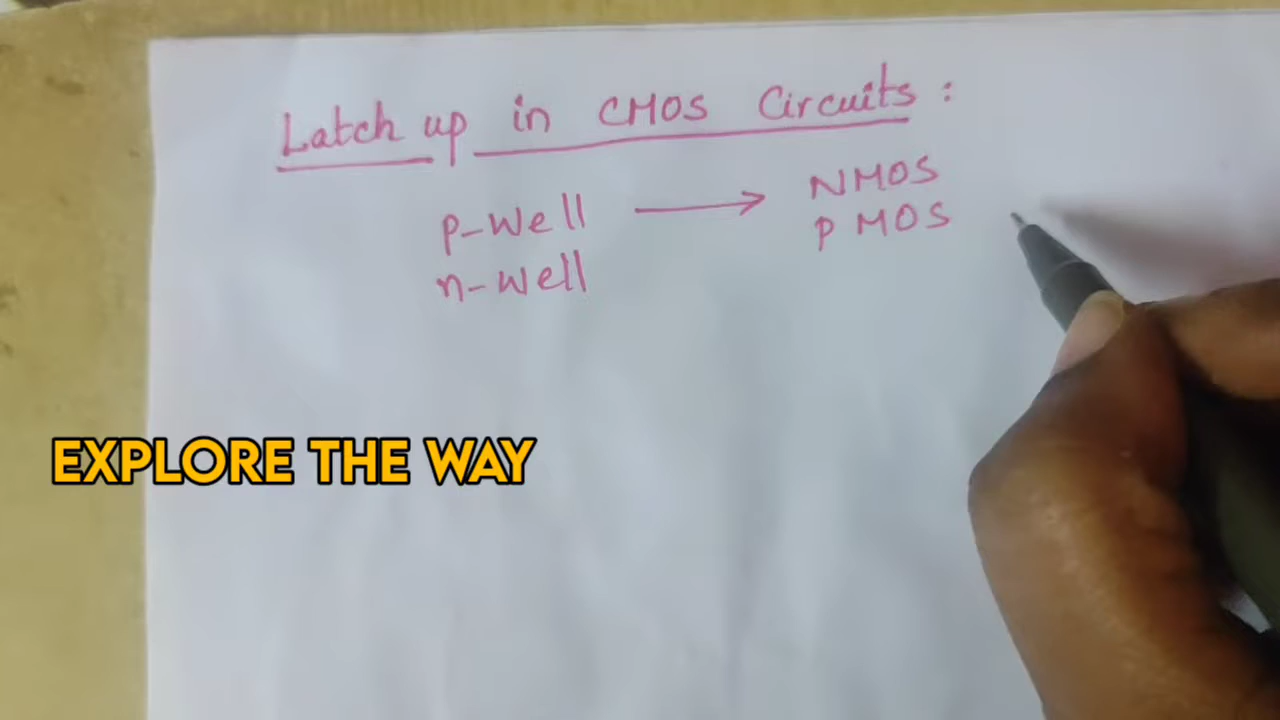 Latch up in CMOS Circuits :
p-well → NMOS
PMOS
n-well
EXPLORE THE WAY